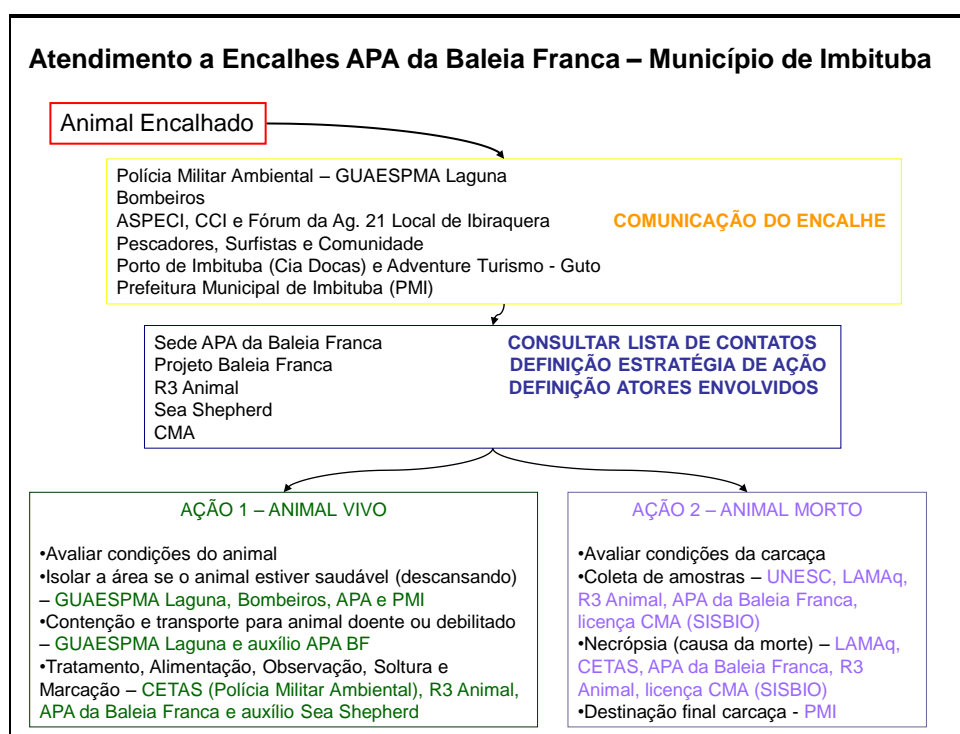 Atendimento a Encalhes APA da Baleia Franca – Município de Imbituba
Animal Encalhado
Polícia Militar Ambiental – GUAESPMA Laguna
Bombeiros
ASPECI, CCI e Fórum da Ag. 21 Local de Ibiraquera
COMUNICAÇÃO DO ENCALHE
Pescadores, Surfistas e Comunidade
Porto de Imbituba (Cia Docas) e Adventure Turismo - Guto
Prefeitura Municipal de Imbituba (PMI)
Sede APA da Baleia Franca
CONSULTAR LISTA DE CONTATOS
Projeto Baleia Franca
DEFINIÇÃO ESTRATÉGIA DE AÇÃO
R3 Animal
DEFINIÇÃO ATORES ENVOLVIDOS
Sea Shepherd
CMA
AÇÃO 1 – ANIMAL VIVO
•Avaliar condições do animal
•Isolar a área se o animal estiver saudável (descansando)
– GUAESPMA Laguna, Bombeiros, APA e PMI
•Contenção e transporte para animal doente ou debilitado
– GUAESPMA Laguna e auxílio APA BF
•Tratamento, Alimentação, Observação, Soltura e
Marcação – CETAS (Polícia Militar Ambiental), R3 Animal,
APA da Baleia Franca e auxílio Sea Shepherd
AÇÃO 2 – ANIMAL MORTO
•Avaliar condições da carcaça
•Coleta de amostras – UNESC, LAMAq,
R3 Animal, APA da Baleia Franca,
licença CMA (SISBIO)
•Necrópsia (causa da morte) – LAMAq,
CETAS, APA da Baleia Franca, R3
Animal, licença CMA (SISBIO)
•Destinação final carcaça - PMI